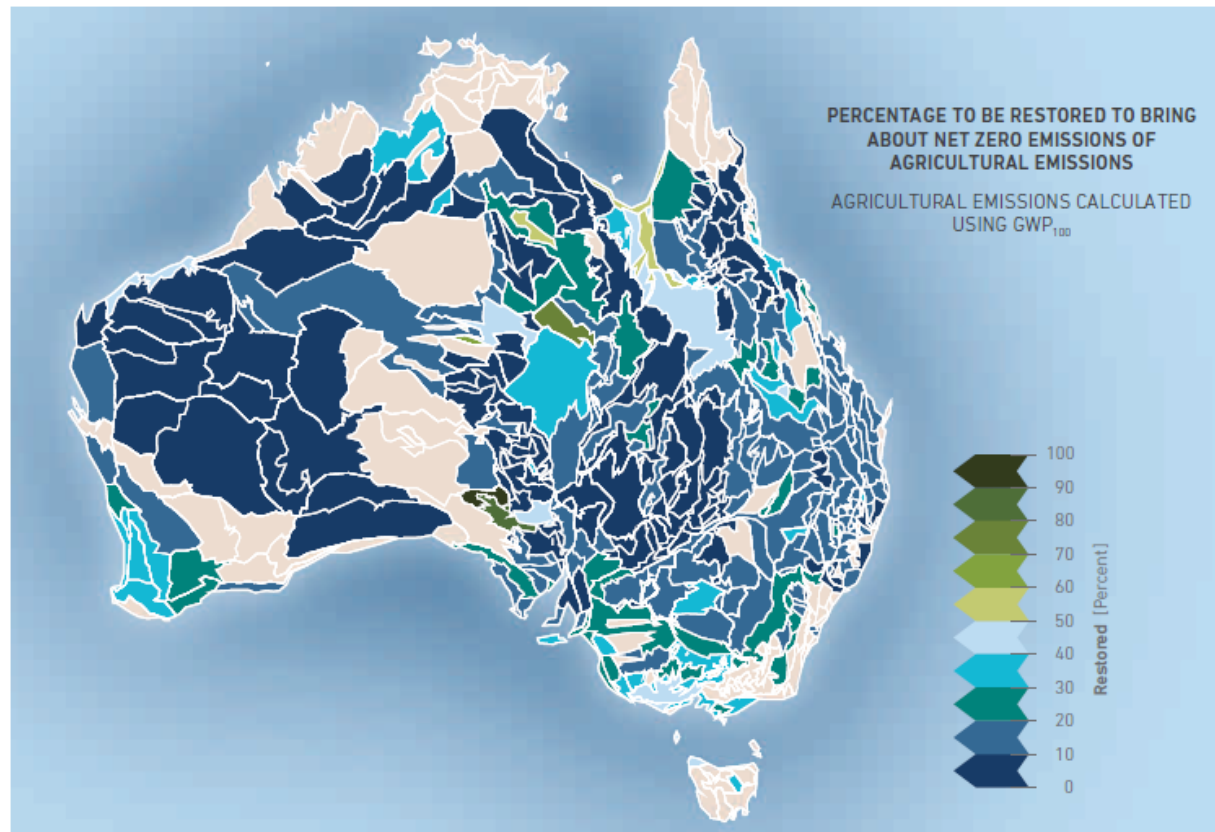 PERCENTAGE TO BE RESTORED TO BRING
ABOUT NET ZERO EMISSIONS OF
AGRICULTURAL EMISSIONS
AGRICULTURAL EMISSIONS CALCULATED
USING GWP₁₀₀
100
90
80
70
60
50
40
30
20
10
0
Restored [Percent]